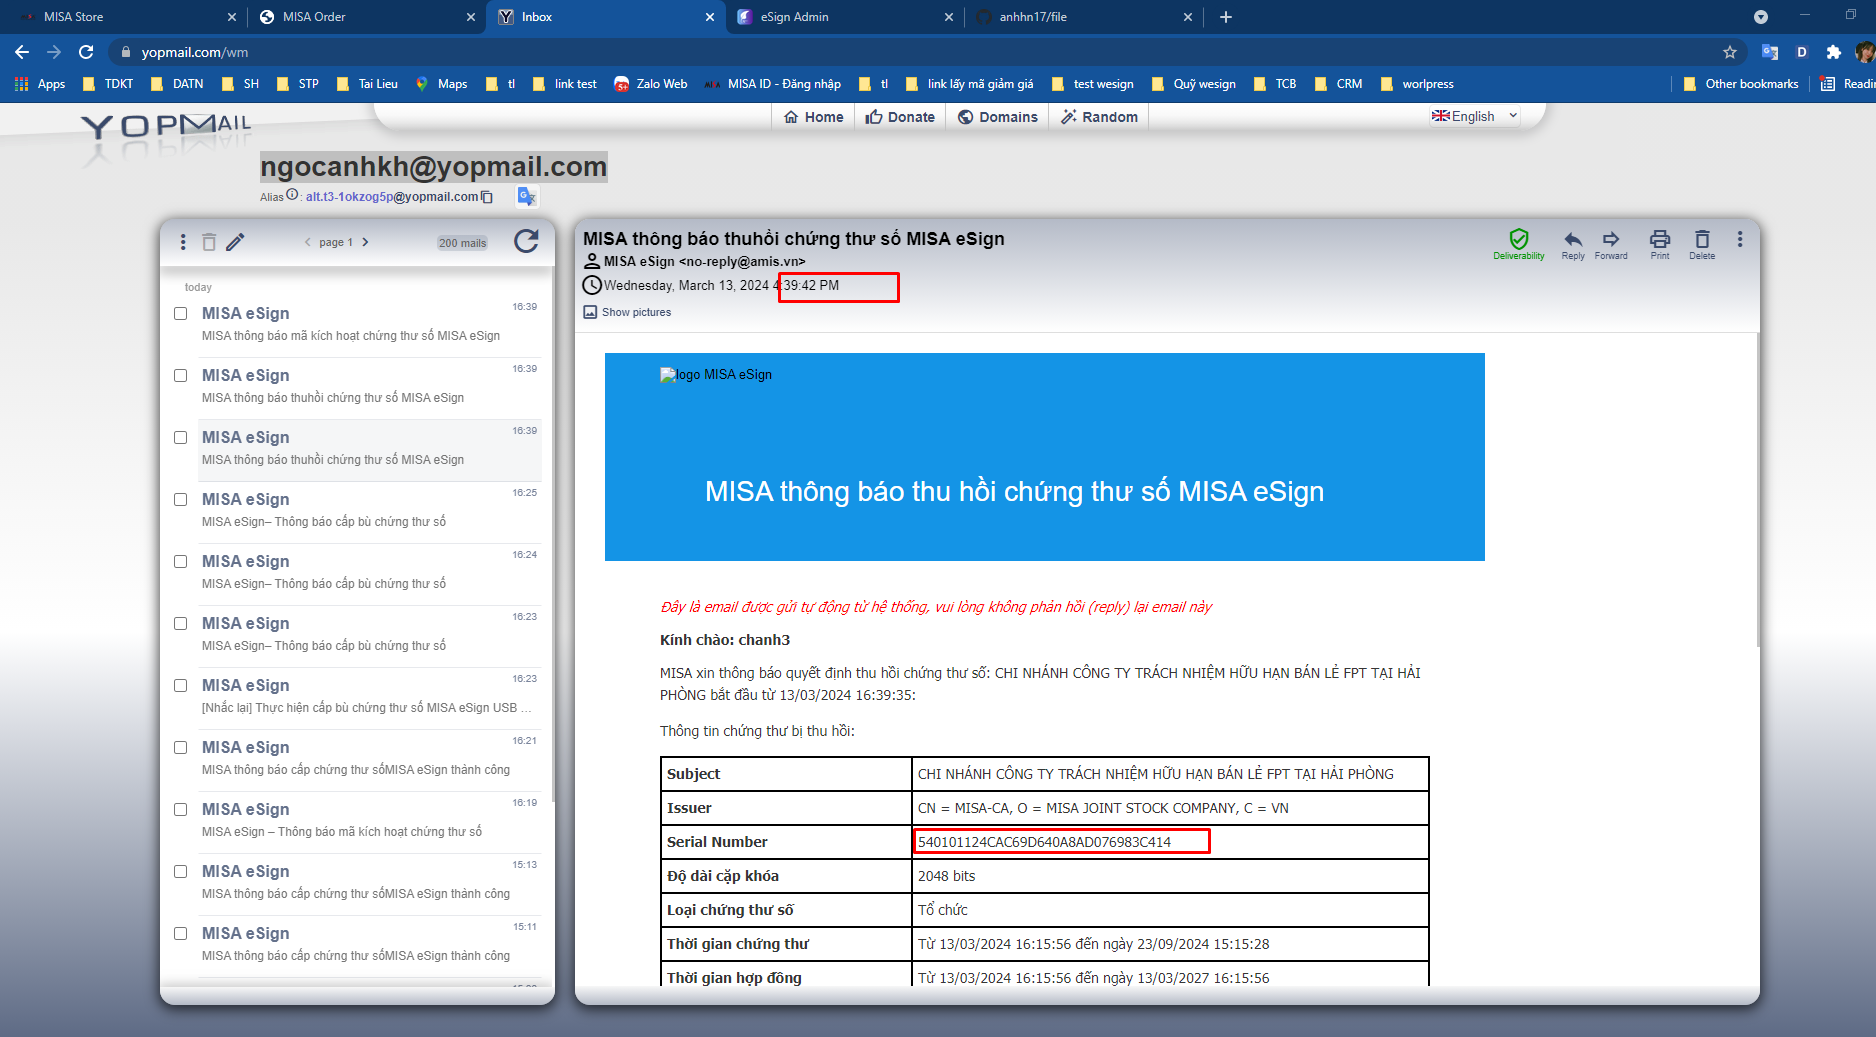 MISA Store
MISA Order
Inbox
eSign Admin
anhhn17/file
yopmail.com/wm
Apps
TDKT
DATN
SH
STP
Tai Lieu
Maps
tl
link test
Zalo Web
MISA ID - Đăng nhập
tl
link lấy mã giảm giá
test wesign
Quỹ wesign
TCB
CRM
worlpress
Other bookmarks
Readin
YOPMAIL
Home
Donate
Domains
Random
English
ngocanhkh@yopmail.com
Alias : alt.t3-1okzog5p@yopmail.com
page 1
200 mails
today
MISA eSign 16:39
MISA thông báo mã kích hoạt chứng thư số MISA eSign
MISA eSign 16:39
MISA thông báo thuhồi chứng thư số MISA eSign
MISA eSign 16:39
MISA thông báo thuhồi chứng thư số MISA eSign
MISA eSign 16:25
MISA eSign– Thông báo cấp bù chứng thư số
MISA eSign 16:24
MISA eSign– Thông báo cấp bù chứng thư số
MISA eSign 16:23
MISA eSign– Thông báo cấp bù chứng thư số
MISA eSign 16:23
[Nhắc lại] Thực hiện cấp bù chứng thư số MISA eSign USB ...
MISA eSign 16:21
MISA thông báo cấp chứng thư sốMISA eSign thành công
MISA eSign 16:19
MISA eSign – Thông báo mã kích hoạt chứng thư số
MISA eSign 15:13
MISA thông báo cấp chứng thư sốMISA eSign thành công
MISA eSign 15:11
MISA thông báo cấp chứng thư sốMISA eSign thành công
MISA thông báo thuhồi chứng thư số MISA eSign
MISA eSign <no-reply@amis.vn>
Wednesday, March 13, 2024 4:39:42 PM
Show pictures
Deliverability
Reply
Forward
Print
Delete
logo MISA eSign
MISA thông báo thu hồi chứng thư số MISA eSign
Đây là email được gửi tự động từ hệ thống, vui lòng không phản hồi (reply) lại email này
Kính chào: chanh3
MISA xin thông báo quyết định thu hồi chứng thư số: CHI NHÁNH CÔNG TY TRÁCH NHIỆM HỮU HẠN BÁN LẺ FPT TẠI HẢI
PHÒNG bắt đầu từ 13/03/2024 16:39:35:
Thông tin chứng thư bị thu hồi:
Subject CHI NHÁNH CÔNG TY TRÁCH NHIỆM HỮU HẠN BÁN LẺ FPT TẠI HẢI PHÒNG
Issuer CN = MISA-CA, O = MISA JOINT STOCK COMPANY, C = VN
Serial Number 540101124CAC69D640A8AD076983C414
Độ dài cặp khóa 2048 bits
Loại chứng thư số Tổ chức
Thời gian chứng thư Từ 13/03/2024 16:15:56 đến ngày 23/09/2024 15:15:28
Thời gian hợp đồng Từ 13/03/2024 16:15:56 đến ngày 13/03/2027 16:15:56